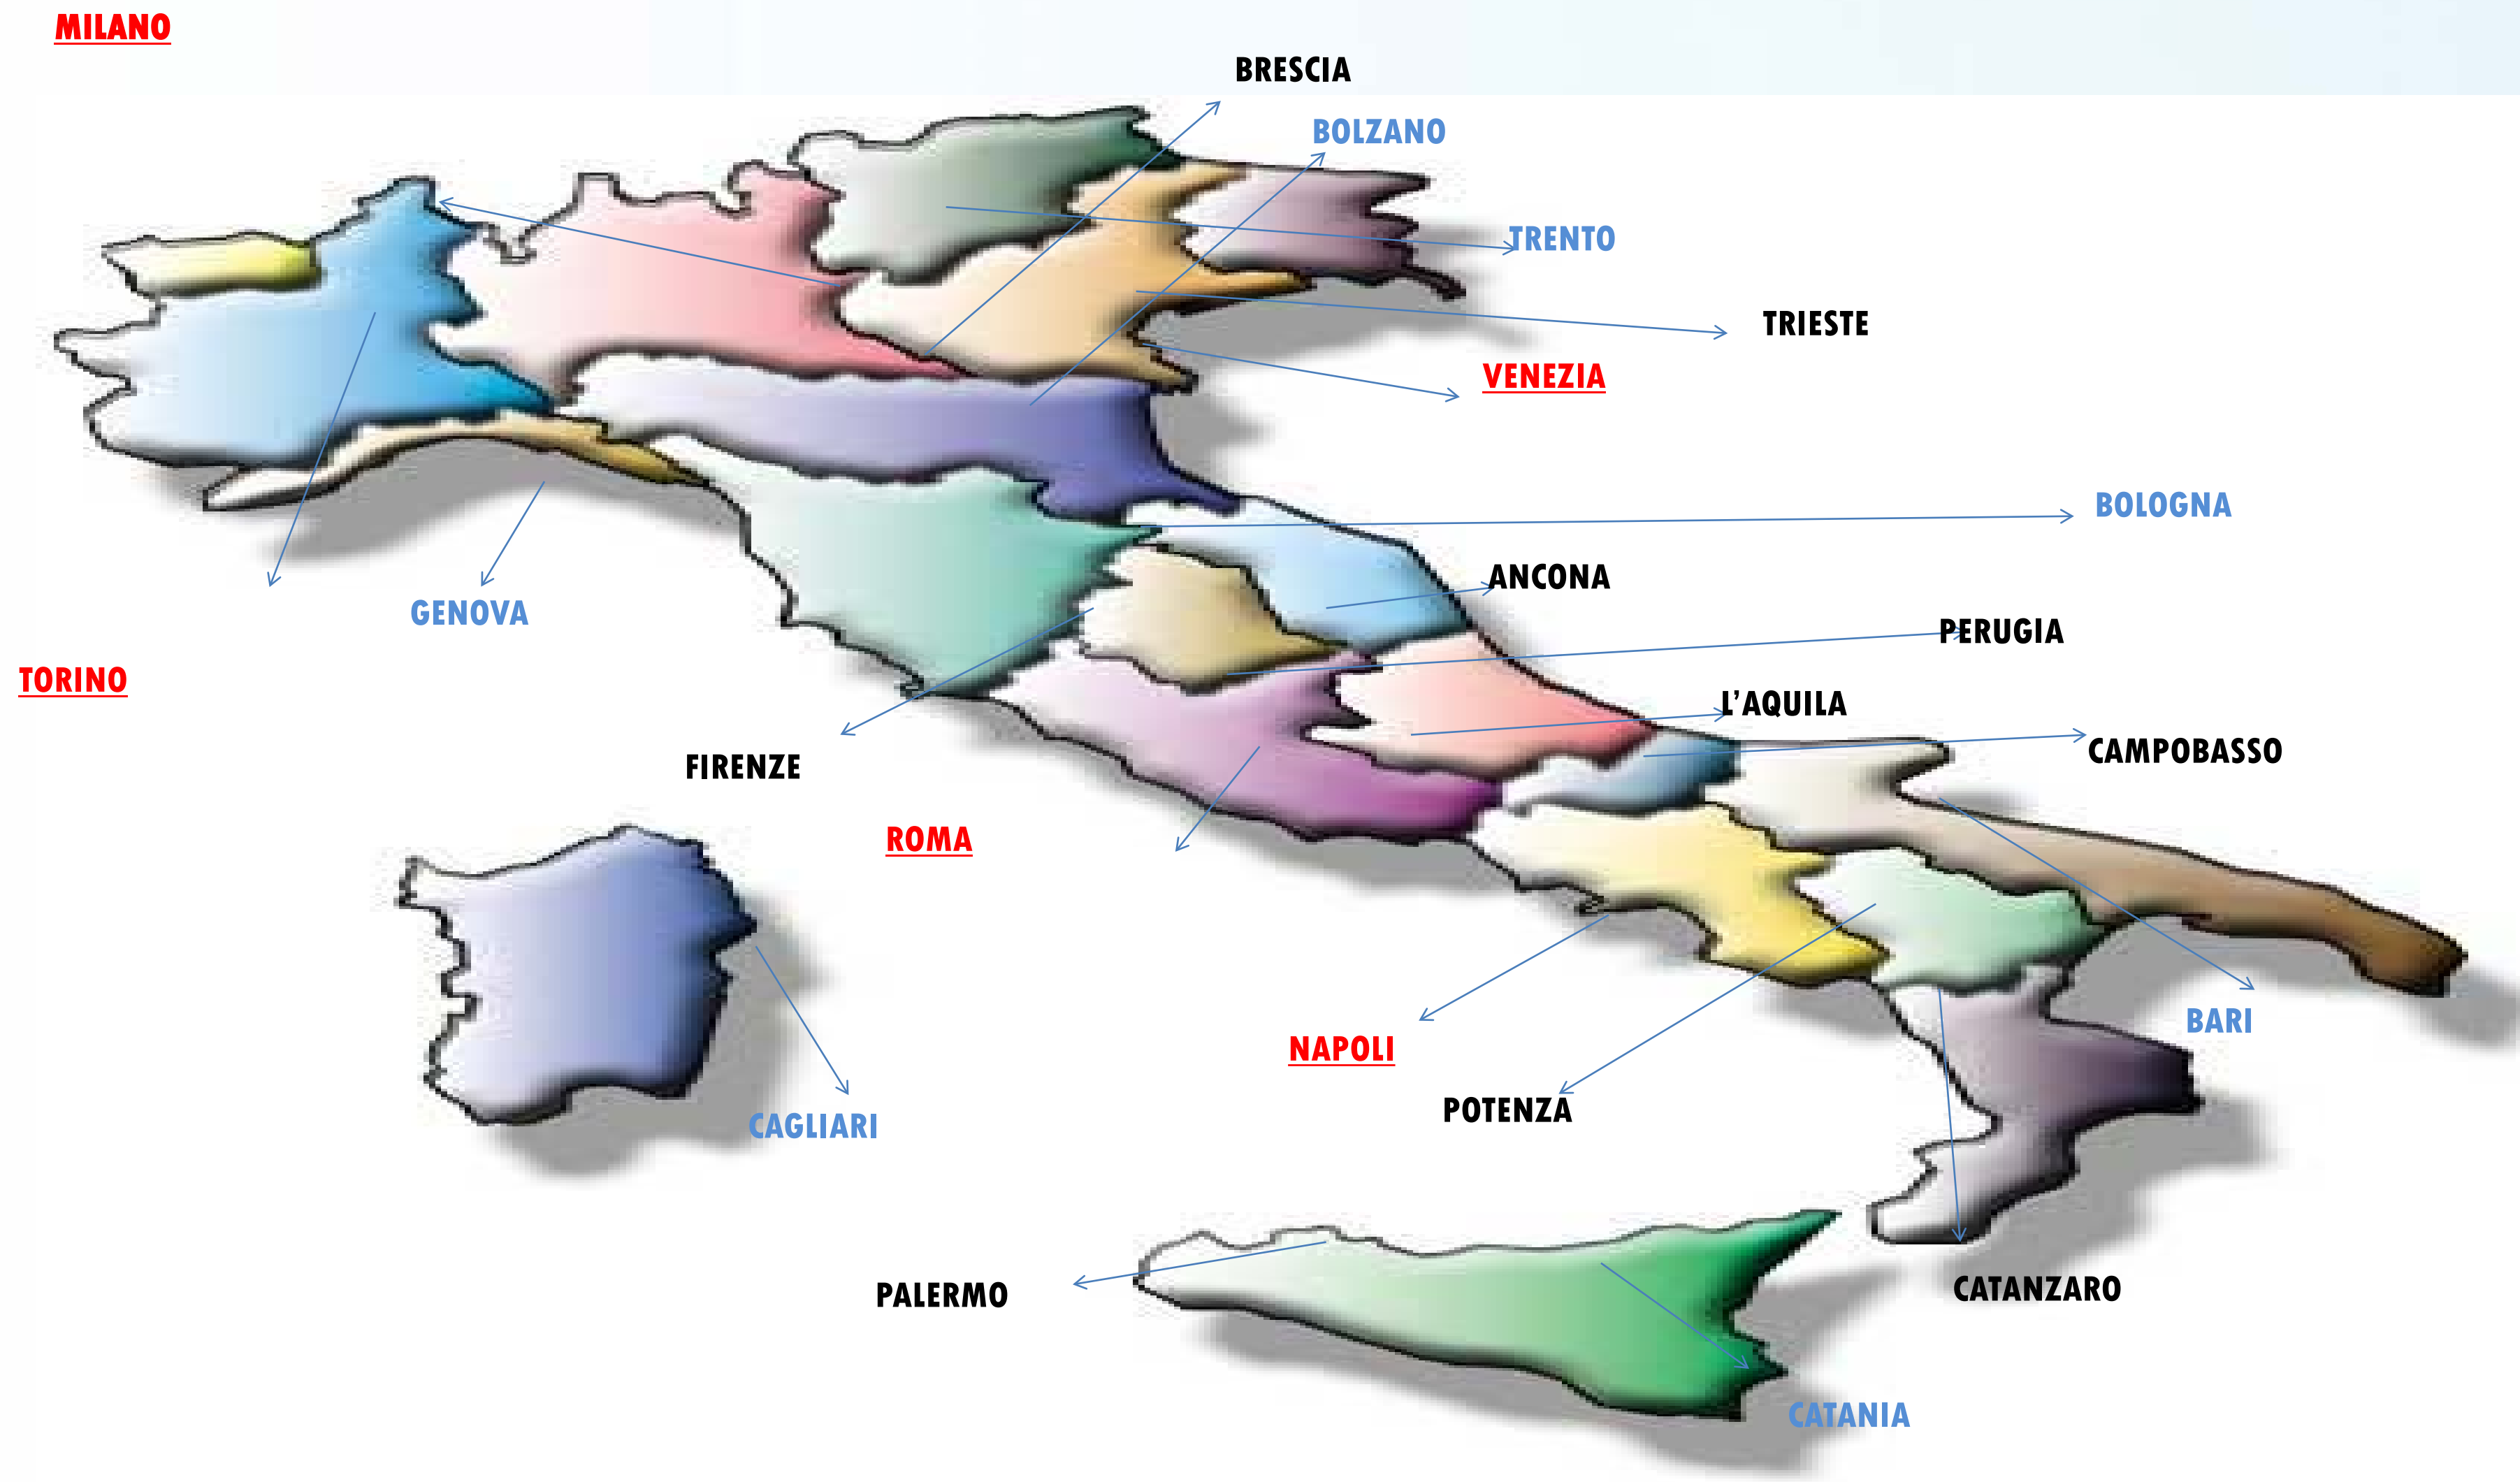 MILANO
BRESCIA
BOLZANO
TRENTO
TRIESTE
VENEZIA
BOLOGNA
ANCONA
GENOVA
PERUGIA
TORINO
L’AQUILA
CAMPOBASSO
FIRENZE
ROMA
BARI
NAPOLI
POTENZA
CAGLIARI
CATANZARO
PALERMO
CATANIA